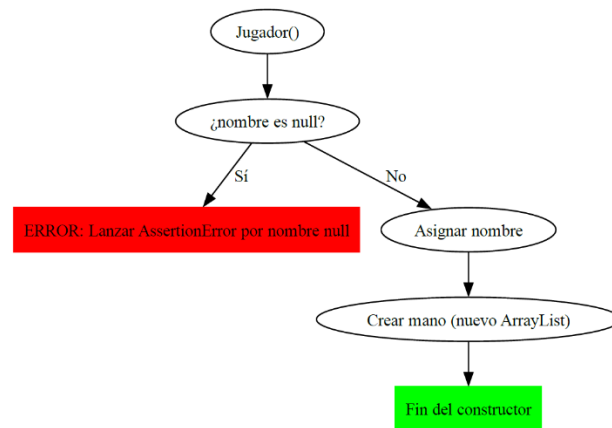 Jugador()
¿nombre es null?
Sí
No
ERROR: Lanzar AssertionError por nombre null
Asignar nombre
Crear mano (nuevo ArrayList)
Fin del constructor